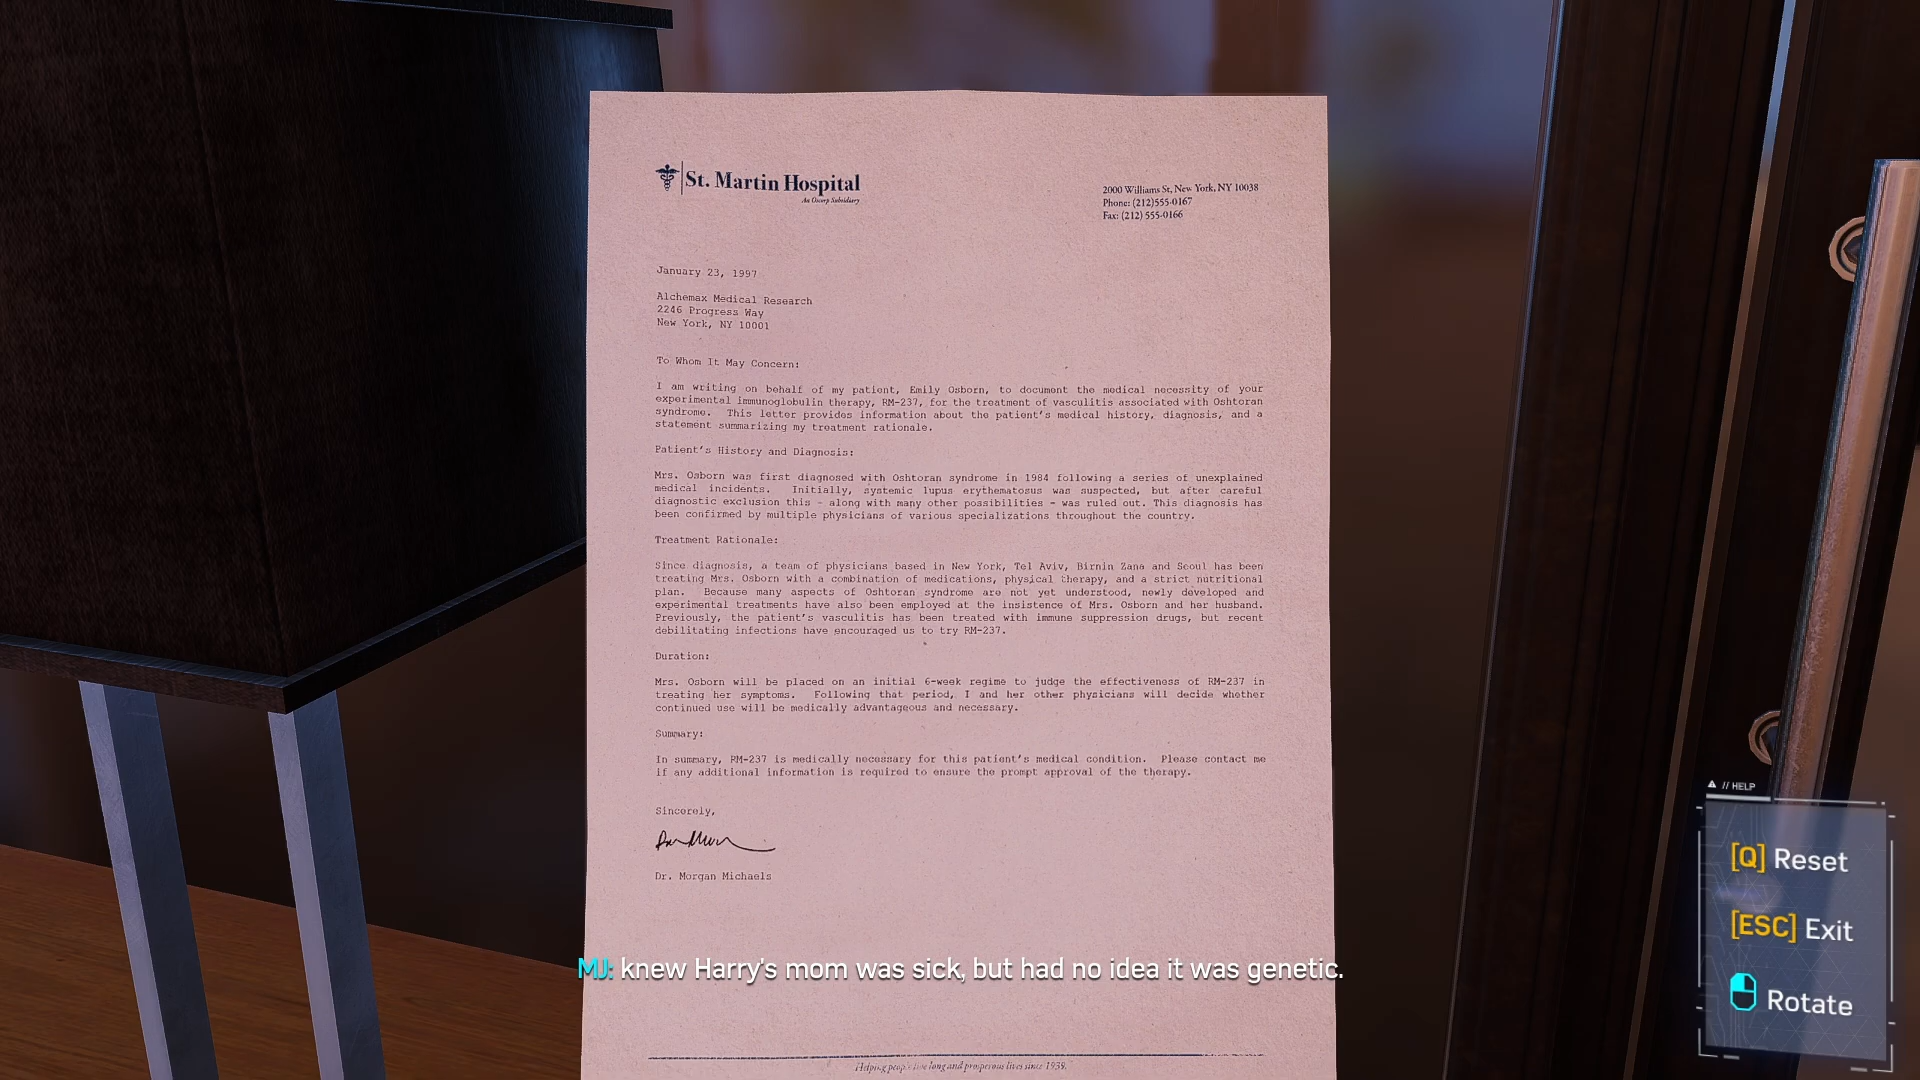 St. Martin Hospital
An Oscorp Subsidiary
2000 Williams St, New York, NY 10038
Phone: (212)555-0167
Fax: (212) 555-0166
January 23, 1997
Alchemax Medical Research
2246 Progress Way
New York, NY 10001
To Whom It May Concern:
I am writing on behalf of my patient, Emily Osborn, to document the medical necessity of your
experimental immunoglobulin therapy, RM-237, for the treatment of vasculitis associated with Oshtoran
syndrome. This letter provides information about the patient's medical history, diagnosis, and a
statement summarizing my treatment rationale.
Patient's History and Diagnosis:
Mrs. Osborn was first diagnosed with Oshtoran syndrome in 1984 following a series of unexplained
medical incidents. Initially, systemic lupus erythematosus was suspected, but after careful
diagnostic exclusion this - along with many other possibilities - was ruled out. This diagnosis has
been confirmed by multiple physicians of various specializations throughout the country.
Treatment Rationale:
Since diagnosis, a team of physicians based in New York, Tel Aviv, Birnin Zana and Seoul has been
treating Mrs. Osborn with a combination of medications, physical therapy, and a strict nutritional
plan. Because many aspects of Oshtoran syndrome are not yet understood, newly developed and
experimental treatments have also been employed at the insistence of Mrs. Osborn and her husband.
Previously, the patient's vasculitis has been treated with immune suppression drugs, but recent
debilitating infections have encouraged us to try RM-237.
Duration:
Mrs. Osborn will be placed on an initial 6-week regime to judge the effectiveness of RM-237 in
treating her symptoms. Following that period, I and her other physicians will decide whether
continued use will be medically advantageous and necessary.
Summary:
In summary, RM-237 is medically necessary for this patient's medical condition. Please contact me
if any additional information is required to ensure the prompt approval of the therapy.
Sincerely,
Dr. Morgan Michaels
MJ: knew Harry's mom was sick, but had no idea it was genetic.
Helping people live long and prosperous lives since 1939.
// HELP
[Q] Reset
[ESC] Exit
Rotate